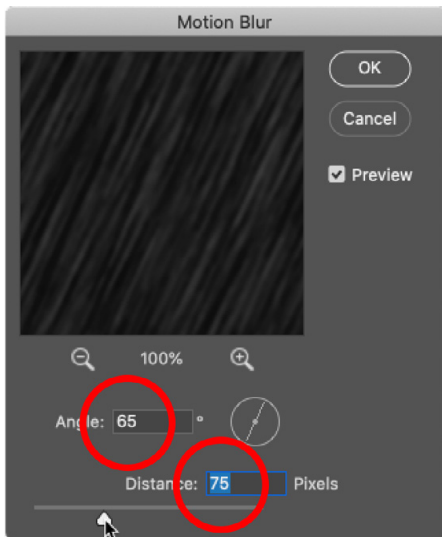 Motion Blur
OK
Cancel
Preview
100%
Angle: 65 °
Distance: 75 Pixels